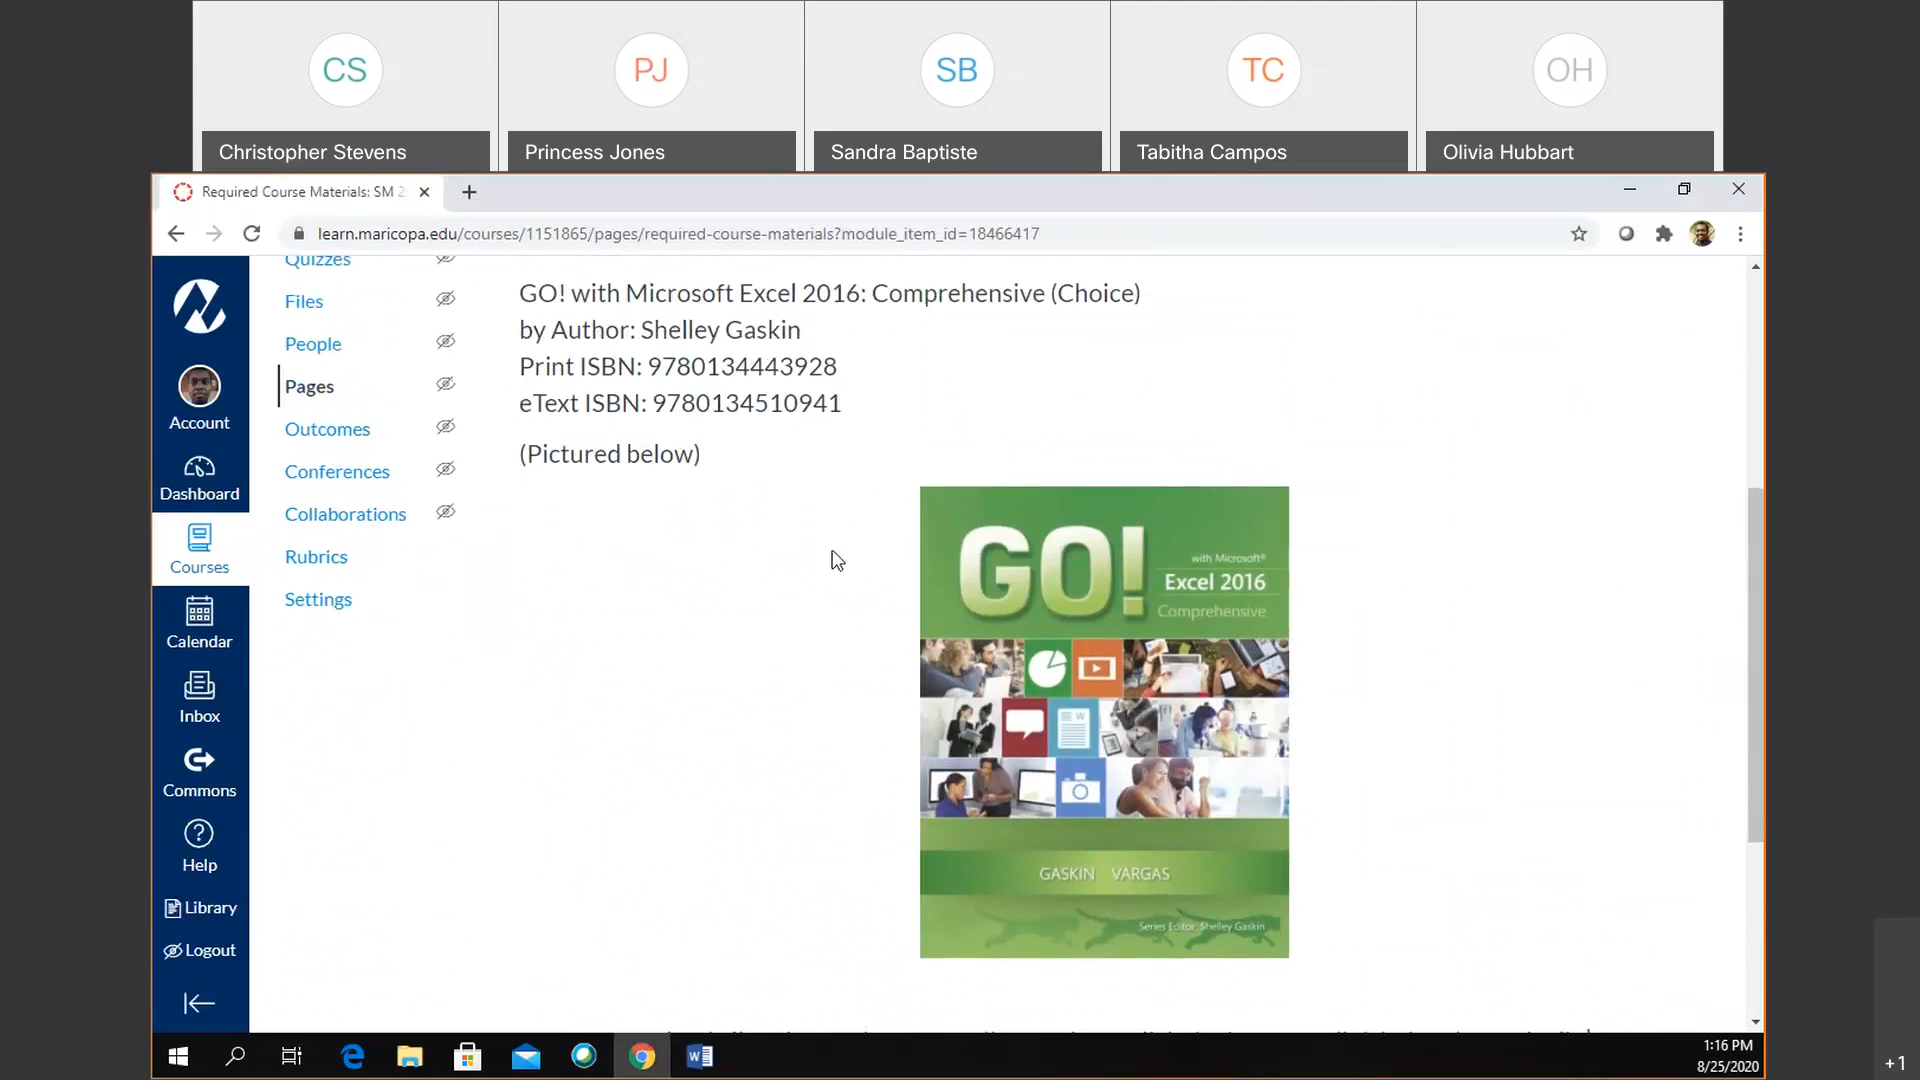 CS
PJ
SB
TC
OH
Christopher Stevens
Princess Jones
Sandra Baptiste
Tabitha Campos
Olivia Hubbart
Required Course Materials: SM 2
learn.maricopa.edu/courses/1151865/pages/required-course-materials?module_item_id=18466417
Account
Dashboard
Courses
Calendar
Inbox
Commons
Help
Library
Logout
Quizzes
Files
People
Pages
Outcomes
Conferences
Collaborations
Rubrics
Settings
GO! with Microsoft Excel 2016: Comprehensive (Choice)
by Author: Shelley Gaskin
Print ISBN: 9780134443928
eText ISBN: 9780134510941
(Pictured below)
GO!
with Microsoft®
Excel 2016
Comprehensive
W
GASKIN VARGAS
Series Editor: Shelley Gaskin
W
1:16 PM
8/25/2020
+1